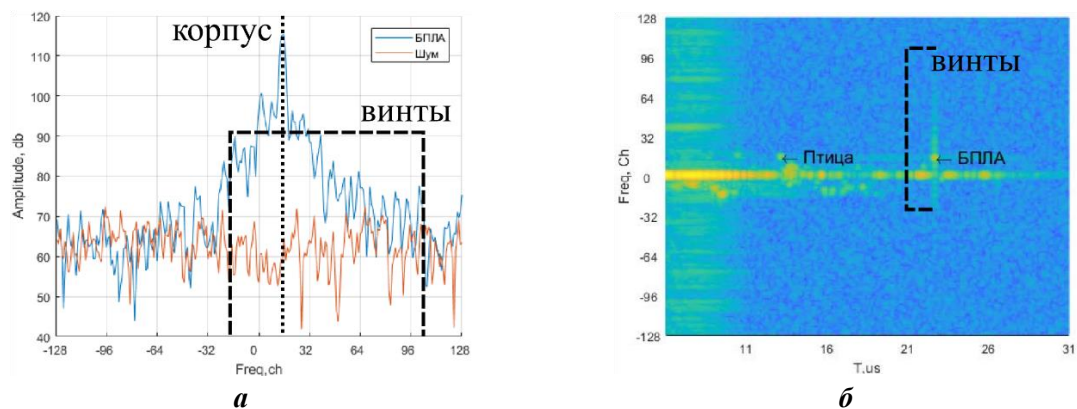 120
110
100
90
80
70
60
50
40
Amplitude, db
-128
-96
-64
-32
0
32
64
96
128
Freq,ch
корпус
БПЛА
Шум
винты
а
128
96
64
32
0
-32
-64
-96
-128
Freq, Ch
11
16
21
26
31
T,us
винты
← Птица
← БПЛА
б